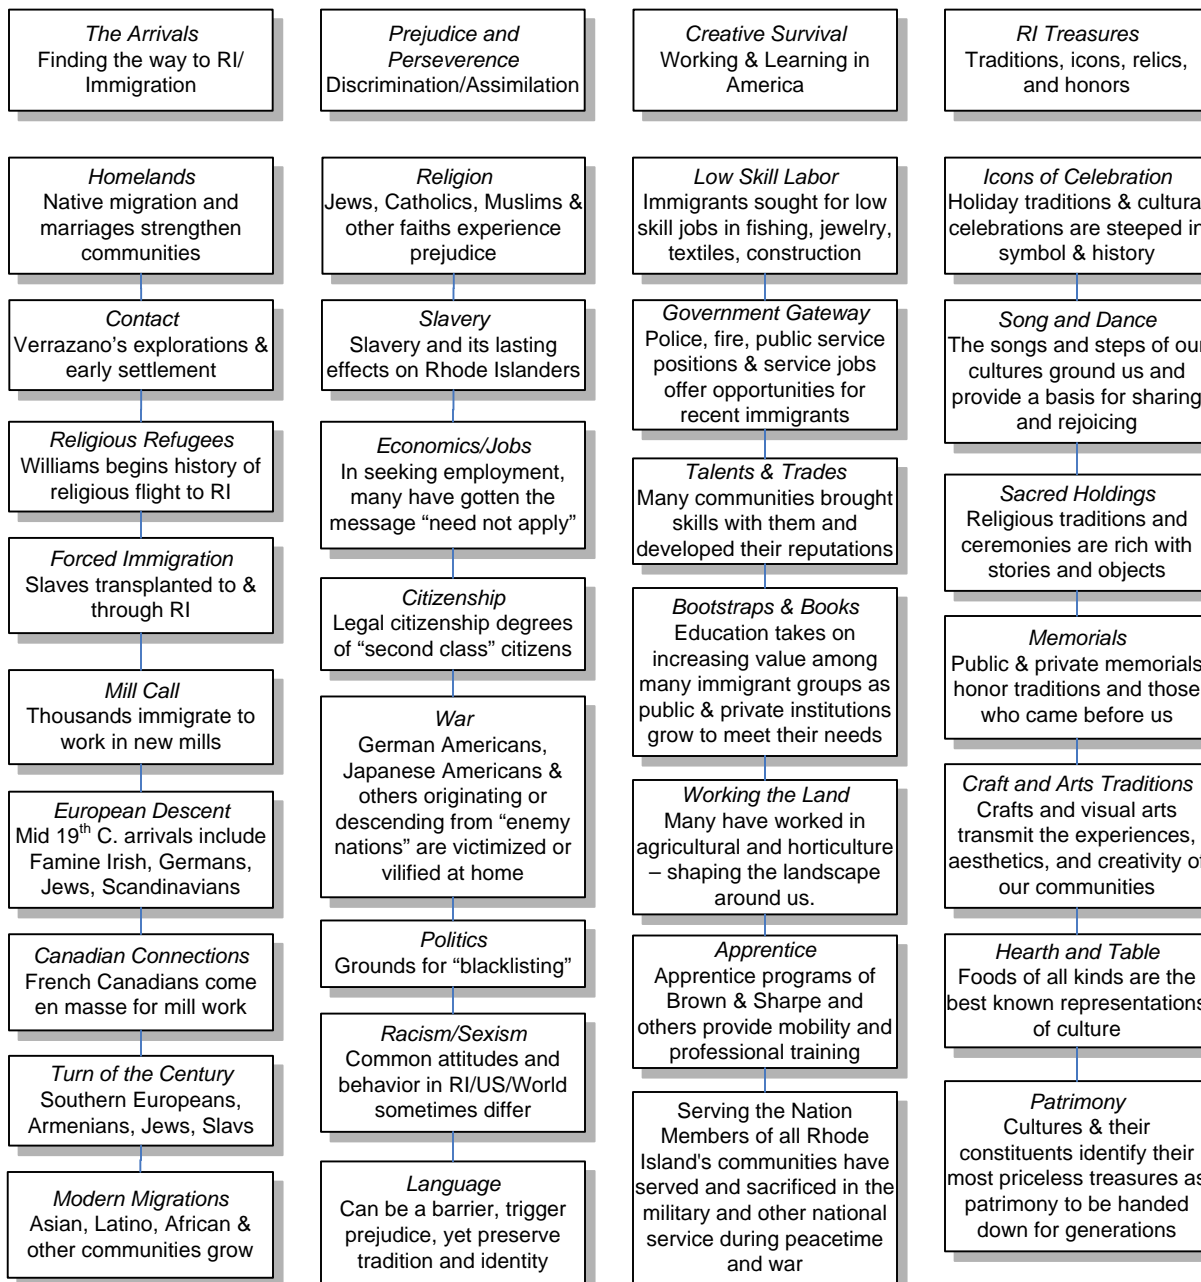 The Arrivals
Finding the way to RI/
Immigration
Homelands
Native migration and
marriages strengthen
communities
Contact
Verrazano’s explorations &
early settlement
Religious Refugees
Williams begins history of
religious flight to RI
Forced Immigration
Slaves transplanted to &
through RI
Mill Call
Thousands immigrate to
work in new mills
European Descent
Mid 19th C. arrivals include
Famine Irish, Germans,
Jews, Scandinavians
Canadian Connections
French Canadians come
en masse for mill work
Turn of the Century
Southern Europeans,
Armenians, Jews, Slavs
Modern Migrations
Asian, Latino, African &
other communities grow
Prejudice and
Perseverence
Discrimination/Assimilation
Religion
Jews, Catholics, Muslims &
other faiths experience
prejudice
Slavery
Slavery and its lasting
effects on Rhode Islanders
Economics/Jobs
In seeking employment,
many have gotten the
message “need not apply”
Citizenship
Legal citizenship degrees
of “second class” citizens
War
German Americans,
Japanese Americans &
others originating or
descending from “enemy
nations” are victimized or
vilified at home
Politics
Grounds for “blacklisting”
Racism/Sexism
Common attitudes and
behavior in RI/US/World
sometimes differ
Language
Can be a barrier, trigger
prejudice, yet preserve
tradition and identity
Creative Survival
Working & Learning in
America
Low Skill Labor
Immigrants sought for low
skill jobs in fishing, jewelry,
textiles, construction
Government Gateway
Police, fire, public service
positions & service jobs
offer opportunities for
recent immigrants
Talents & Trades
Many communities brought
skills with them and
developed their reputations
Bootstraps & Books
Education takes on
increasing value among
many immigrant groups as
public & private institutions
grow to meet their needs
Working the Land
Many have worked in
agricultural and horticulture
– shaping the landscape
around us.
Apprentice
Apprentice programs of
Brown & Sharpe and
others provide mobility and
professional training
Serving the Nation
Members of all Rhode
Island's communities have
served and sacrificed in the
military and other national
service during peacetime
and war
RI Treasures
Traditions, icons, relics,
and honors
Icons of Celebration
Holiday traditions & cultura
celebrations are steeped in
symbol & history
Song and Dance
The songs and steps of our
cultures ground us and
provide a basis for sharing
and rejoicing
Sacred Holdings
Religious traditions and
ceremonies are rich with
stories and objects
Memorials
Public & private memorials
honor traditions and those
who came before us
Craft and Arts Traditions
Crafts and visual arts
transmit the experiences,
aesthetics, and creativity of
our communities
Hearth and Table
Foods of all kinds are the
best known representations
of culture
Patrimony
Cultures & their
constituents identify their
most priceless treasures as
patrimony to be handed
down for generations